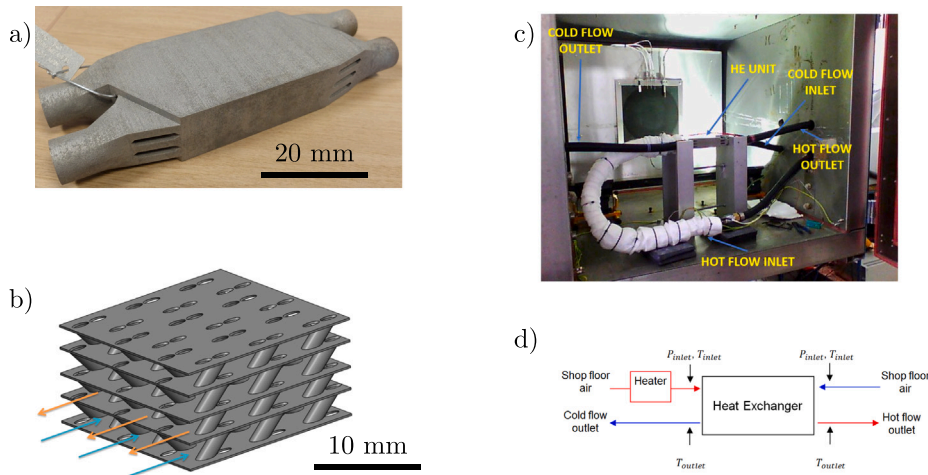 a)
20 mm
b)
10 mm
c)
COLD FLOW
OUTLET
HE UNIT
COLD FLOW
INLET
HOT FLOW
OUTLET
HOT FLOW INLET
d)
P_inlet, T_inlet
P_inlet, T_inlet
Shop floor
air
Heater
Heat Exchanger
Shop floor
air
Cold flow
outlet
Hot flow
outlet
T_outlet
T_outlet